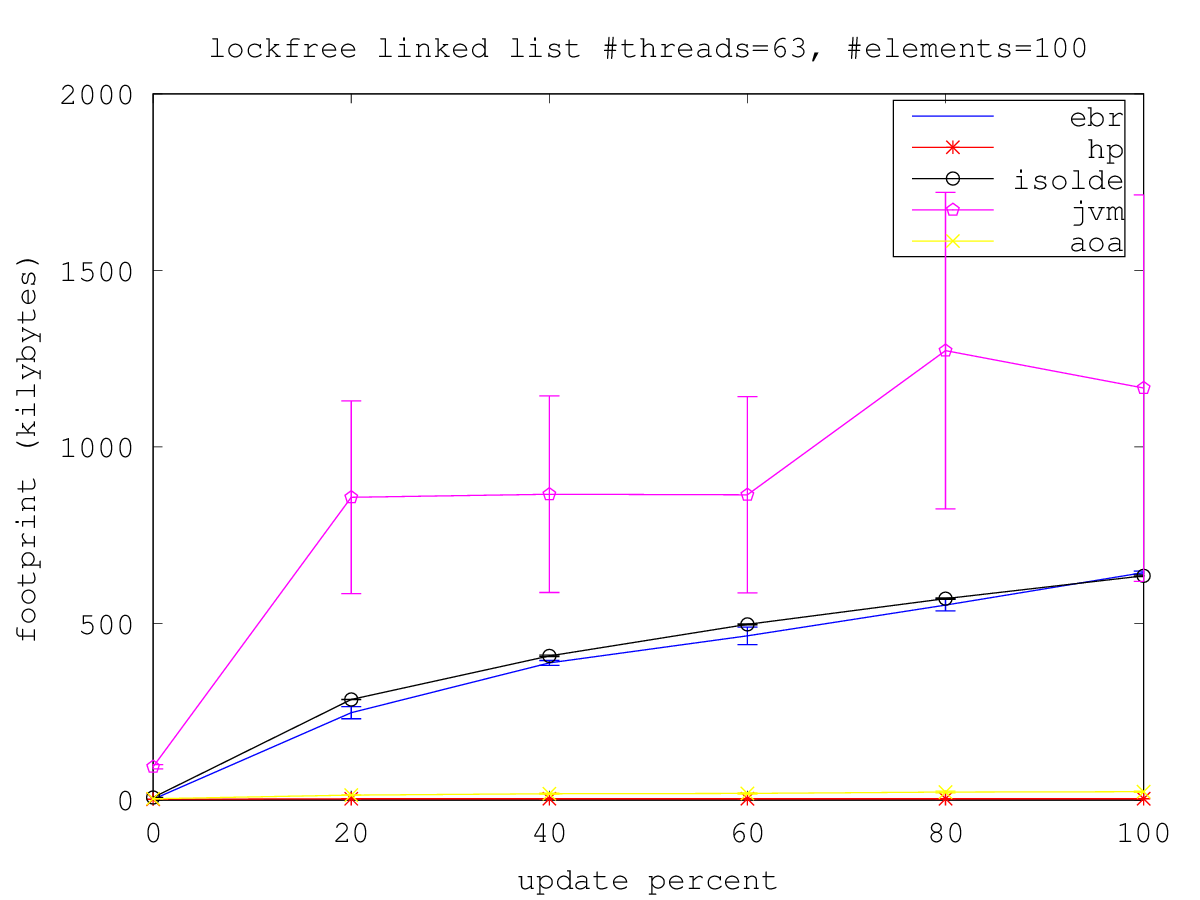 lockfree linked list #threads=63, #elements=100
2000
1500
1000
500
0
footprint (kilybytes)
ebr
hp
isolde
jvm
aoa
0 20 40 60 80 100
update percent